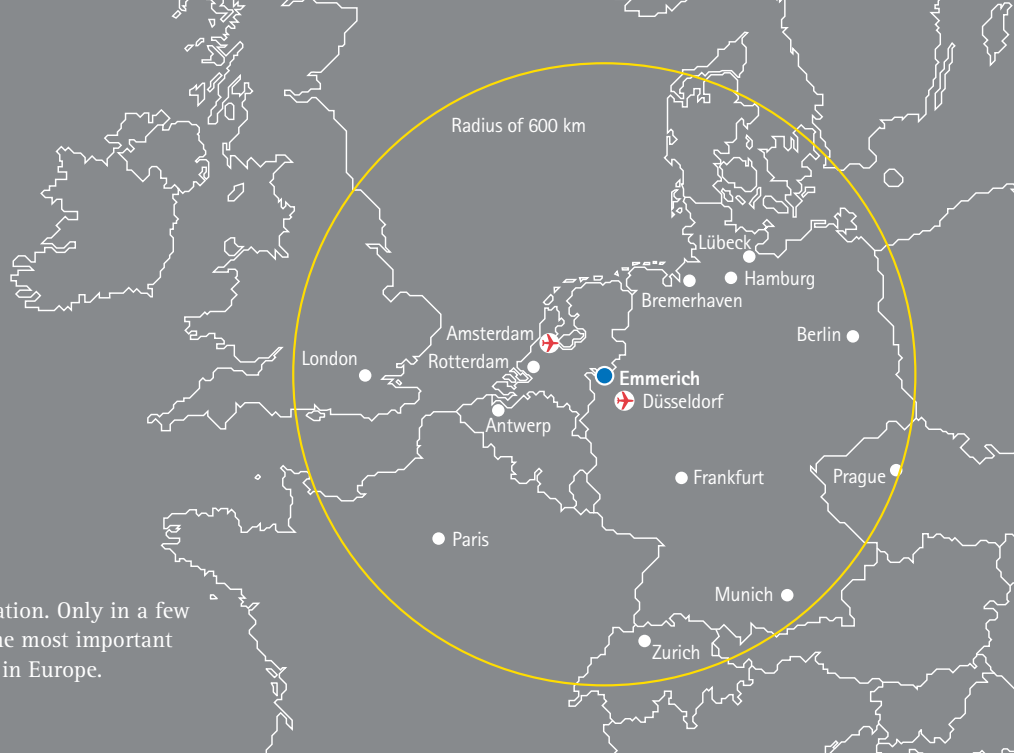 Radius of 600 km
Lübeck
Hamburg
Bremerhaven
Amsterdam
Berlin
London
Rotterdam
Emmerich
Düsseldorf
Antwerp
Frankfurt
Prague
Paris
Munich
Zurich
ation. Only in a few
ne most important
in Europe.